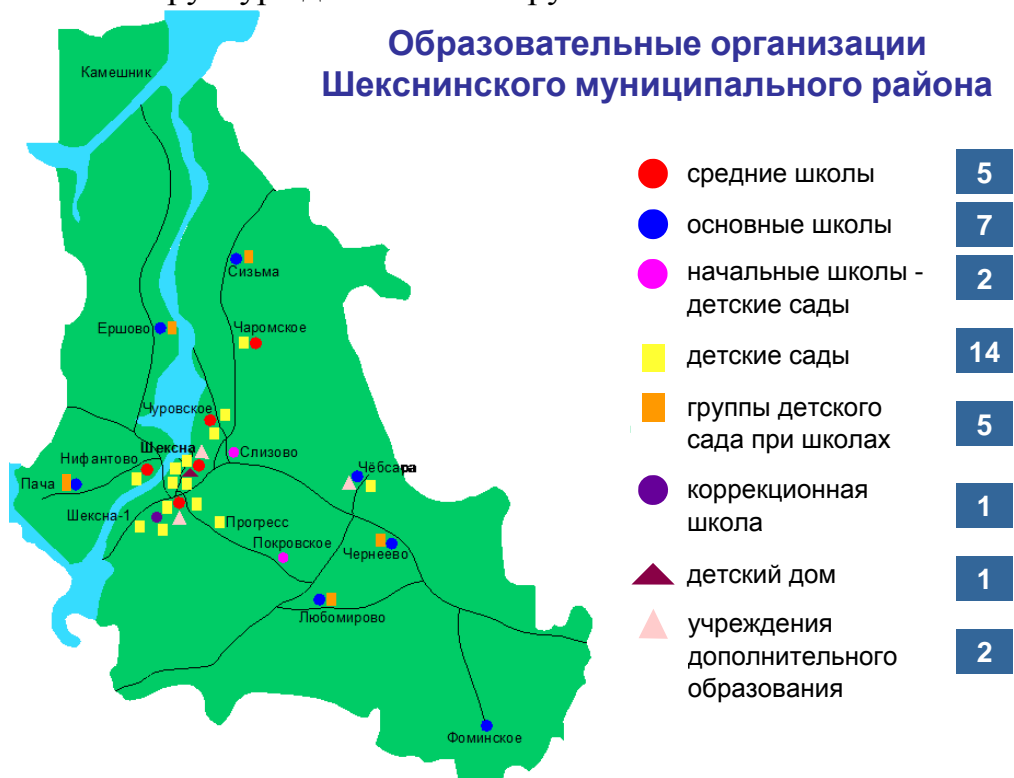 Образовательные организации
Шекснинского муниципального района
средние школы 5
основные школы 7
начальные школы -
детские сады 2
детские сады 14
группы детского
сада при школах 5
коррекционная
школа 1
детский дом 1
учреждения
дополнительного
образования 2
Камешник
Сизьма
Ершово
Чаромское
Чуровское
Шексна
Слизово
Нифантово
Чёбсара
Пача
Шексна-1
Прогресс
Покровское
Чернеево
Любомирово
Фоминское